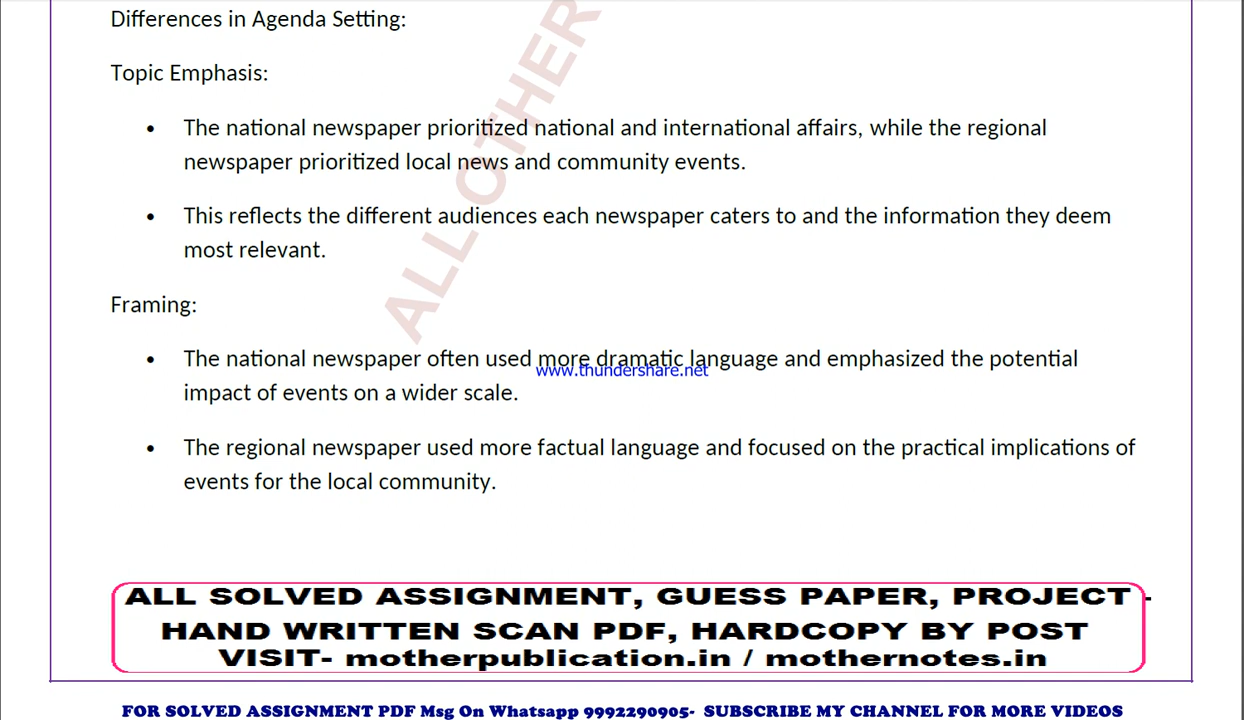 Differences in Agenda Setting:
Topic Emphasis:
• The national newspaper prioritized national and international affairs, while the regional
newspaper prioritized local news and community events.
• This reflects the different audiences each newspaper caters to and the information they deem
most relevant.
Framing:
• The national newspaper often used more dramatic language and emphasized the potential
www.thundershare.net
impact of events on a wider scale.
• The regional newspaper used more factual language and focused on the practical implications of
events for the local community.
ALL OTHER
ALL SOLVED ASSIGNMENT, GUESS PAPER, PROJECT -
HAND WRITTEN SCAN PDF, HARDCOPY BY POST
VISIT- motherpublication.in / mothernotes.in
FOR SOLVED ASSIGNMENT PDF Msg On Whatsapp 9992290905- SUBSCRIBE MY CHANNEL FOR MORE VIDEOS